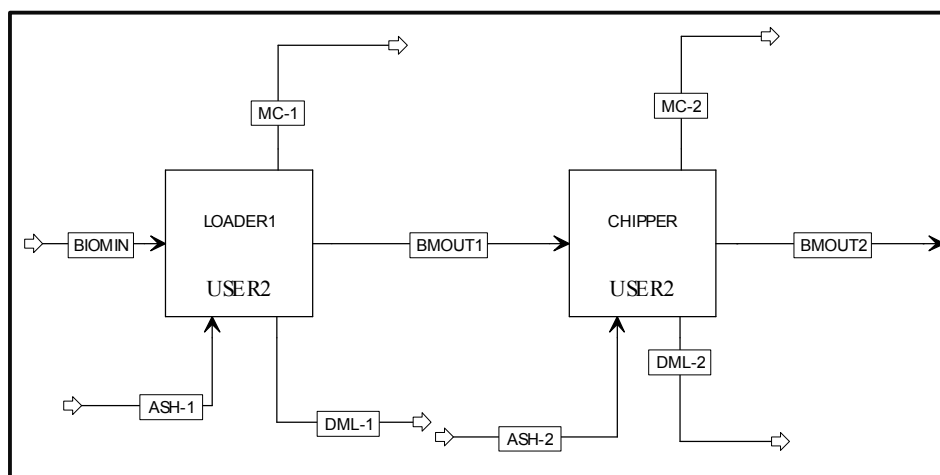 MC-1
MC-2
LOADER1
CHIPPER
BIOMIN
BMOUT1
BMOUT2
USER2
USER2
DML-2
ASH-1
DML-1
ASH-2